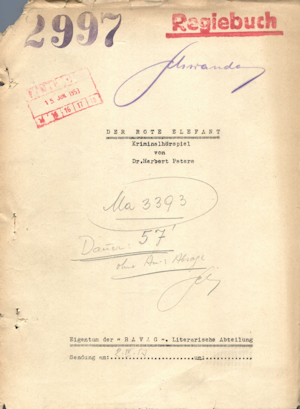 2997
Regiebuch
DER ROTE ELEFANT
Kriminalhörspiel
von
Dr.Herbert Peters
Ma 3393
Dauer: 57'
ohne
Eigentum der - R A V A G -. Literarische Abteilung
Sendung am: um: